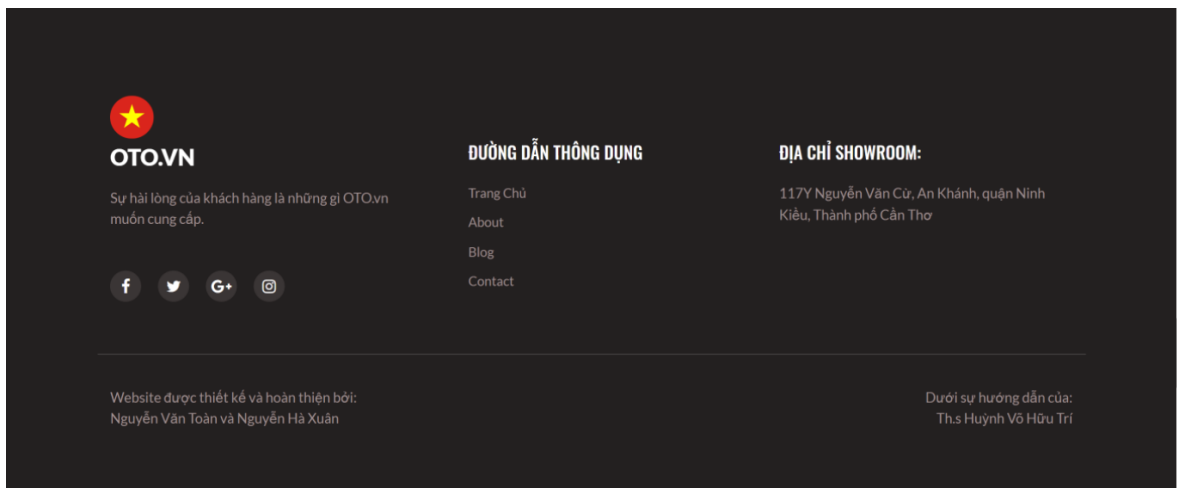 OTO.VN
Sự hài lòng của khách hàng là những gì OTO.vn
muốn cung cấp.
ĐƯỜNG DẪN THÔNG DỤNG
Trang Chủ
About
Blog
Contact
ĐỊA CHỈ SHOWROOM:
117Y Nguyễn Văn Cừ, An Khánh, quận Ninh
Kiều, Thành phố Cần Thơ
Website được thiết kế và hoàn thiện bởi:
Nguyễn Văn Toàn và Nguyễn Hà Xuân
Dưới sự hướng dẫn của:
Th.s Huỳnh Võ Hữu Trí